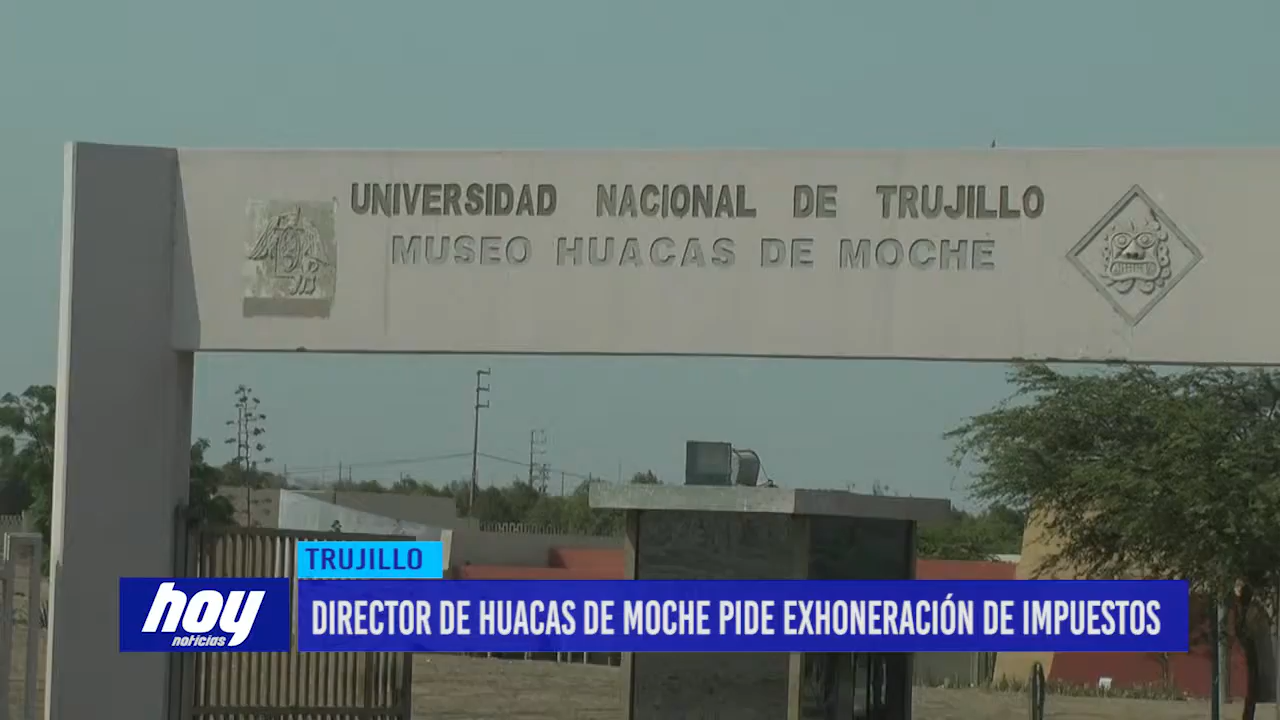 UNIVERSIDAD NACIONAL DE TRUJILLO
MUSEO HUACAS DE MOCHE
TRUJILLO
hoy
noticias
DIRECTOR DE HUACAS DE MOCHE PIDE EXHONERACIÓN DE IMPUESTOS